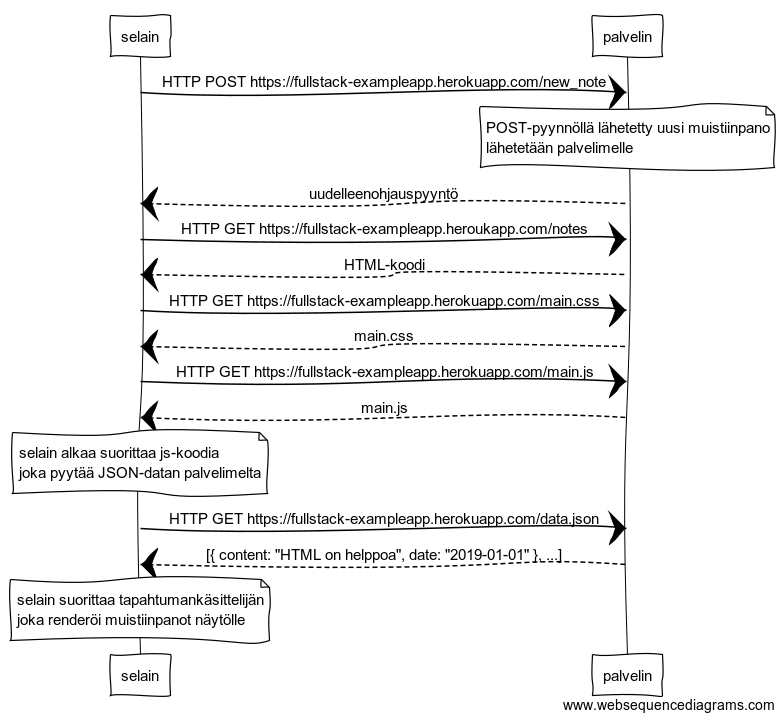 selain
palvelin
HTTP POST https://fullstack-exampleapp.herokuapp.com/new_note
POST-pyynnöllä lähetetty uusi muistiinpano
lähetetään palvelimelle
uudelleenohjauspyyntö
HTTP GET https://fullstack-exampleapp.heroukapp.com/notes
HTML-koodi
HTTP GET https://fullstack-exampleapp.herokuapp.com/main.css
main.css
HTTP GET https://fullstack-exampleapp.herokuapp.com/main.js
main.js
selain alkaa suorittaa js-koodia
joka pyytää JSON-datan palvelimelta
HTTP GET https://fullstack-exampleapp.herokuapp.com/data.json
[{ content: "HTML on helppoa", date: "2019-01-01" }, ...]
selain suorittaa tapahtumankäsittelijän
joka renderöi muistiinpanot näytölle
selain
palvelin
www.websequencediagrams.com